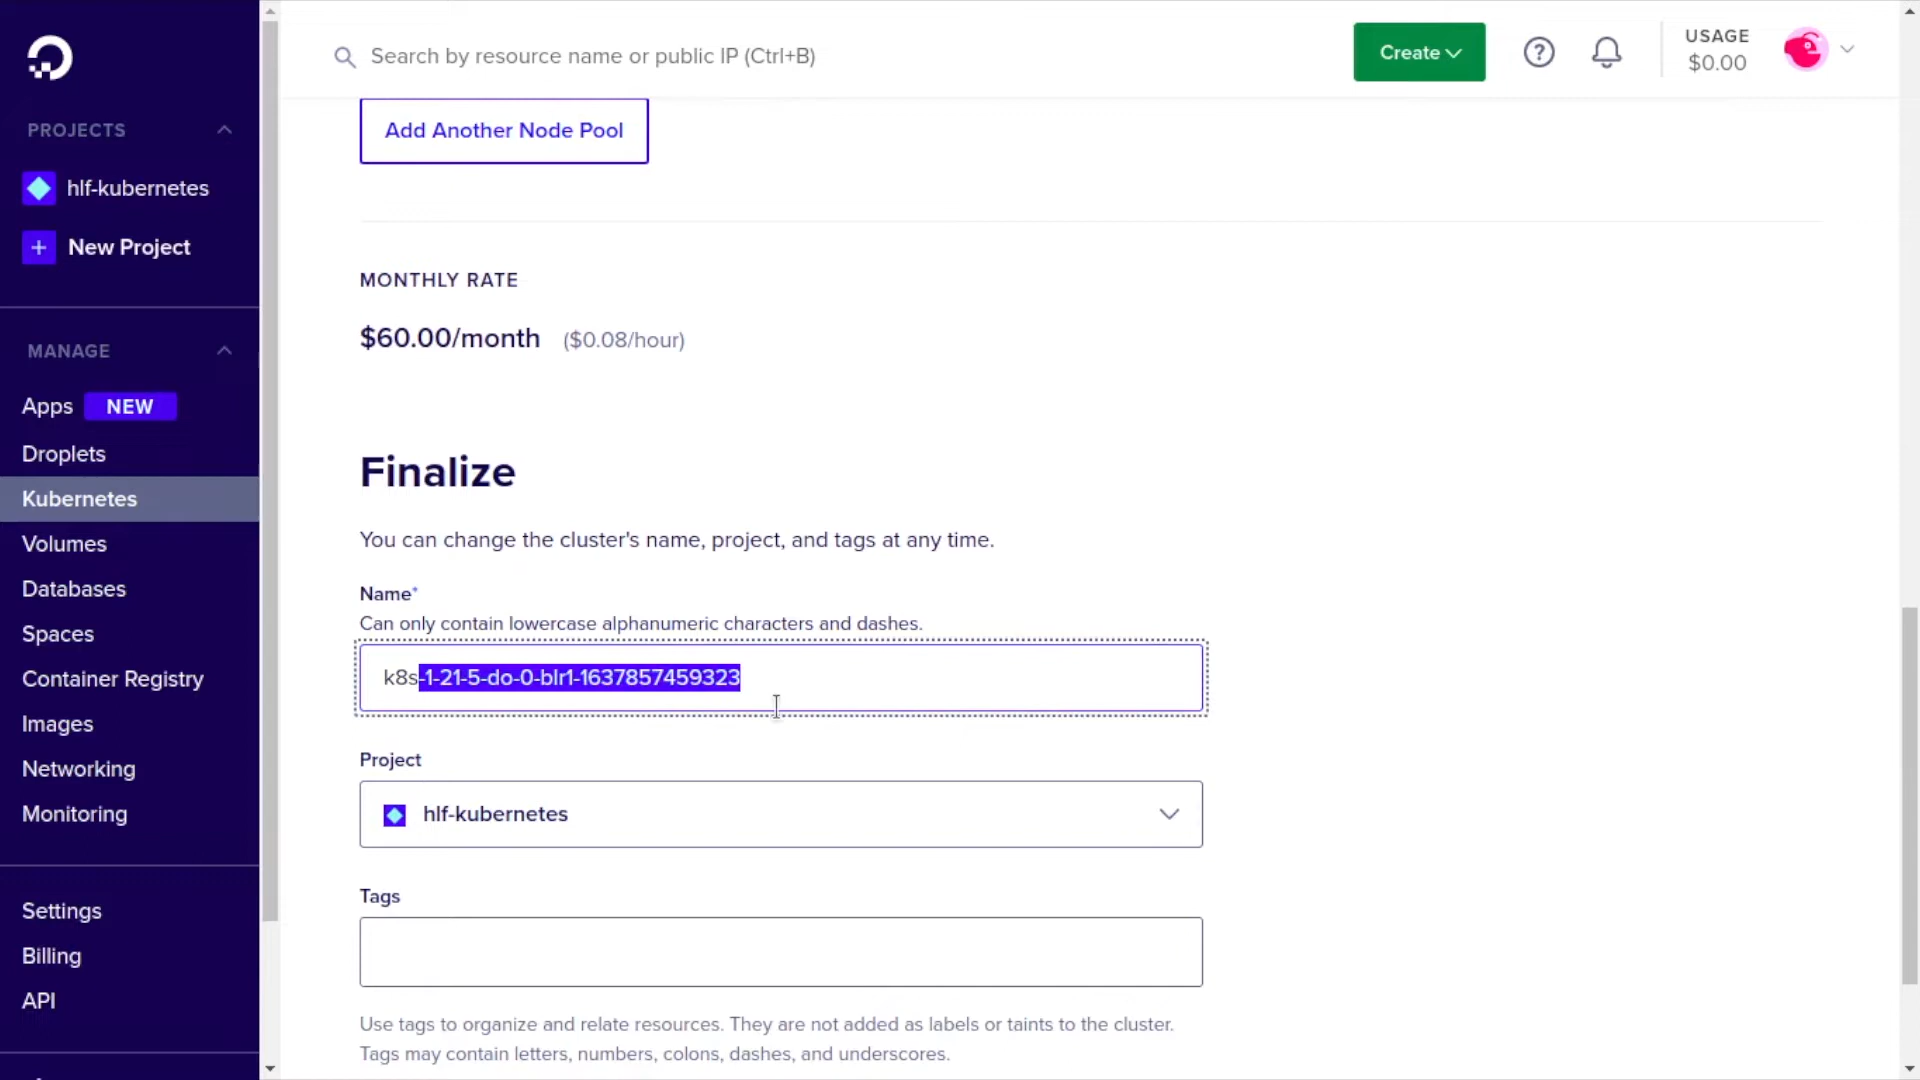 Search by resource name or public IP (Ctrl+B)
Create
?
USAGE
$0.00
PROJECTS
hlf-kubernetes
+ New Project
MANAGE
Apps NEW
Droplets
Kubernetes
Volumes
Databases
Spaces
Container Registry
Images
Networking
Monitoring
Settings
Billing
API
Add Another Node Pool
MONTHLY RATE
$60.00/month ($0.08/hour)
Finalize
You can change the cluster's name, project, and tags at any time.
Name*
Can only contain lowercase alphanumeric characters and dashes.
k8s-1-21-5-do-0-blr1-1637857459323
Project
hlf-kubernetes
Tags
Use tags to organize and relate resources. They are not added as labels or taints to the cluster.
Tags may contain letters, numbers, colons, dashes, and underscores.